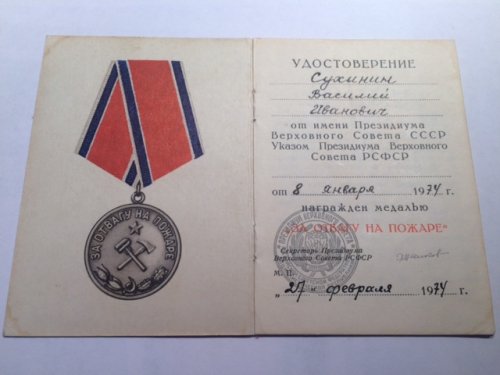 ЗА ОТВАГУ НА ПОЖАРЕ
УДОСТОВЕРЕНИЕ
Сухинин
Василий
Иванович
от имени Президиума
Верховного Совета СССР
Указом Президиума Верховного
Совета РСФСР
от 8 января 1974 г.
награжден медалью
„ЗА ОТВАГУ НА ПОЖАРЕ“
Секретарь Президиума
Верховного Совета РСФСР
М. П.
„27“ февраля 1974 г.